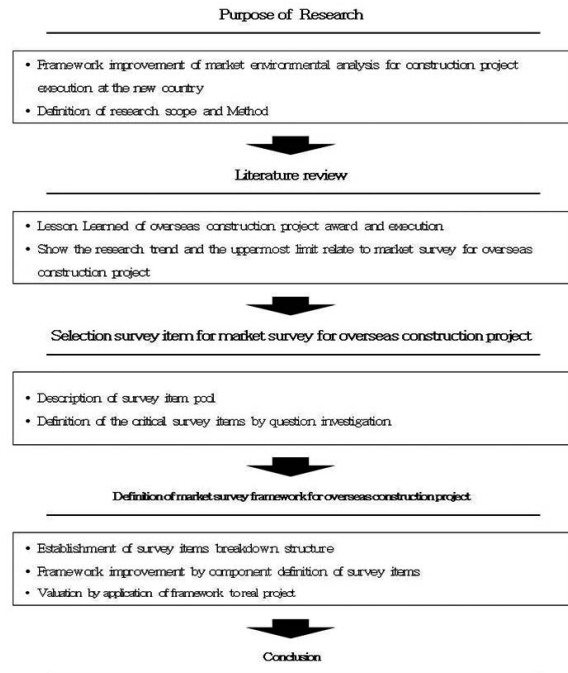 Purpose of Research
• Framework improvement of market environmental analysis for construction project
execution at the new country
• Definition of research scope and Method
Literature review
• Lesson Learned of overseas construction project award and execution
• Show the research trend and the uppermost limit relate to market survey for overseas
construction project
Selection survey item for market survey for overseas construction project
• Description of survey item pool
• Definition of the critical survey items by question investigation
Definition of market survey framework for overseas construction project
• Establishment of survey items breakdown structure
• Framework improvement by component definition of survey items
• Valuation by application of framework to real project
Conclusion